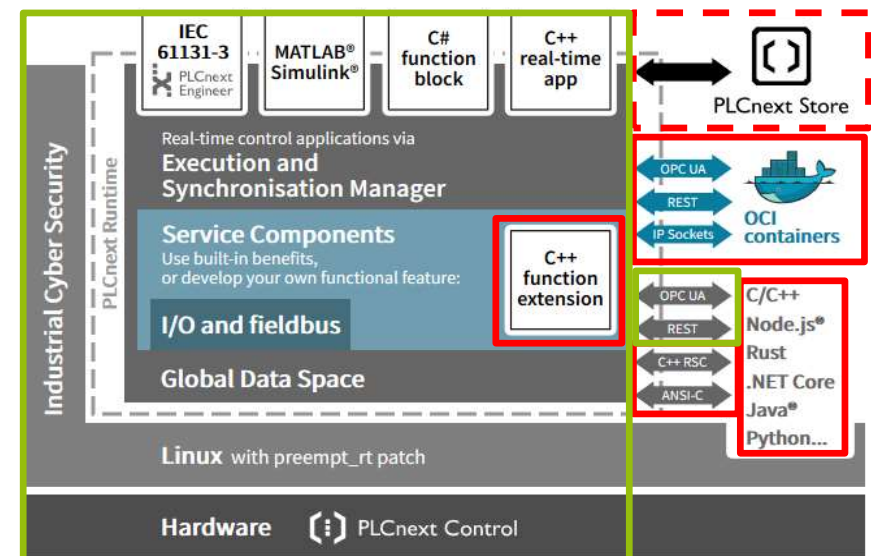 IEC
61131-3
PLCnext
Engineer
MATLAB®
Simulink®
C#
function
block
C++
real-time
app
PLCnext Store
Industrial Cyber Security
PLCnext Runtime
Real-time control applications via
Execution and
Synchronisation Manager
OPC UA
REST
IP Sockets
OCI
containers
Service Components
Use built-in benefits,
or develop your own functional feature:
C++
function
extension
I/O and fieldbus
OPC UA
REST
C++ RSC
ANSI-C
C/C++
Node.js®
Rust
.NET Core
Java®
Python...
Global Data Space
Linux with preempt_rt patch
Hardware PLCnext Control